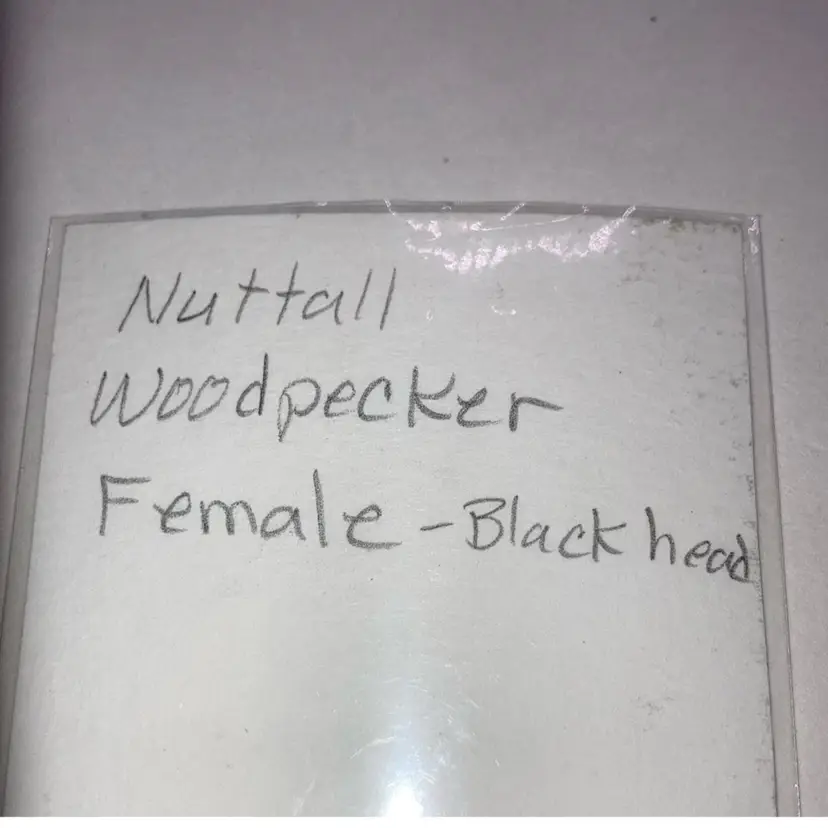 Nuttall
Woodpecker
Female - Black head